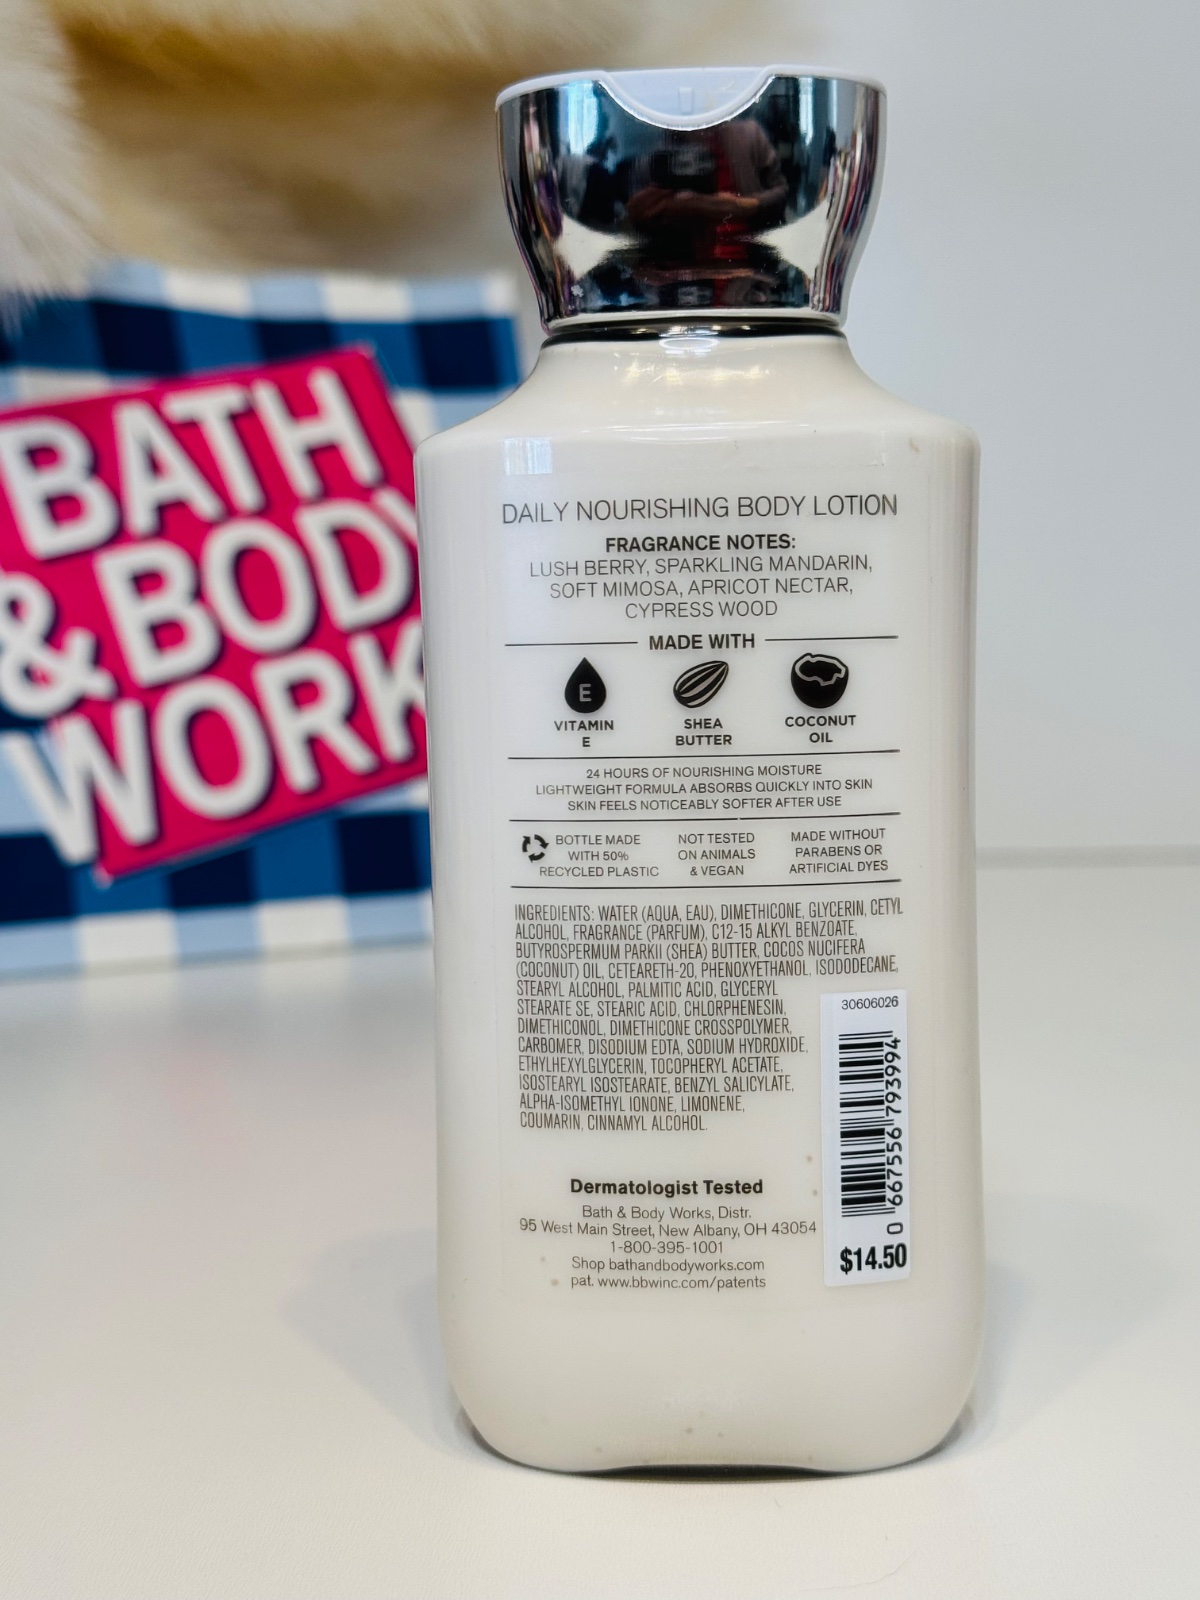 BATH
& BODY
WORK
DAILY NOURISHING BODY LOTION
FRAGRANCE NOTES:
LUSH BERRY, SPARKLING MANDARIN,
SOFT MIMOSA, APRICOT NECTAR,
CYPRESS WOOD
MADE WITH
E
VITAMIN
E
SHEA
BUTTER
COCONUT
OIL
24 HOURS OF NOURISHING MOISTURE
LIGHTWEIGHT FORMULA ABSORBS QUICKLY INTO SKIN
SKIN FEELS NOTICEABLY SOFTER AFTER USE
BOTTLE MADE
WITH 50%
RECYCLED PLASTIC
NOT TESTED
ON ANIMALS
& VEGAN
MADE WITHOUT
PARABENS OR
ARTIFICIAL DYES
INGREDIENTS: WATER (AQUA, EAU), DIMETHICONE, GLYCERIN, CETYL
ALCOHOL, FRAGRANCE (PARFUM), C12-15 ALKYL BENZOATE,
BUTYROSPERMUM PARKII (SHEA) BUTTER, COCOS NUCIFERA
(COCONUT) OIL, CETEARETH-20, PHENOXYETHANOL, ISODODECANE,
STEARYL ALCOHOL, PALMITIC ACID, GLYCERYL
STEARATE SE, STEARIC ACID, CHLORPHENESIN,
DIMETHICONOL, DIMETHICONE CROSSPOLYMER,
CARBOMER, DISODIUM EDTA, SODIUM HYDROXIDE,
ETHYLHEXYLGLYCERIN, TOCOPHERYL ACETATE,
ISOSTEARYL ISOSTEARATE, BENZYL SALICYLATE,
ALPHA-ISOMETHYL IONONE, LIMONENE,
COUMARIN, CINNAMYL ALCOHOL.
30606026
0 667556 793994
$14.50
Dermatologist Tested
Bath & Body Works, Distr.
95 West Main Street, New Albany, OH 43054
1-800-395-1001
Shop bathandbodyworks.com
pat. www.bbwinc.com/patents